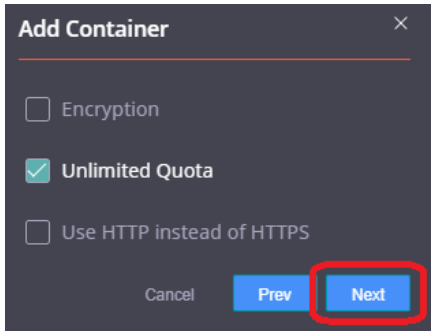 Add Container
Encryption
Unlimited Quota
Use HTTP instead of HTTPS
Cancel Prev Next